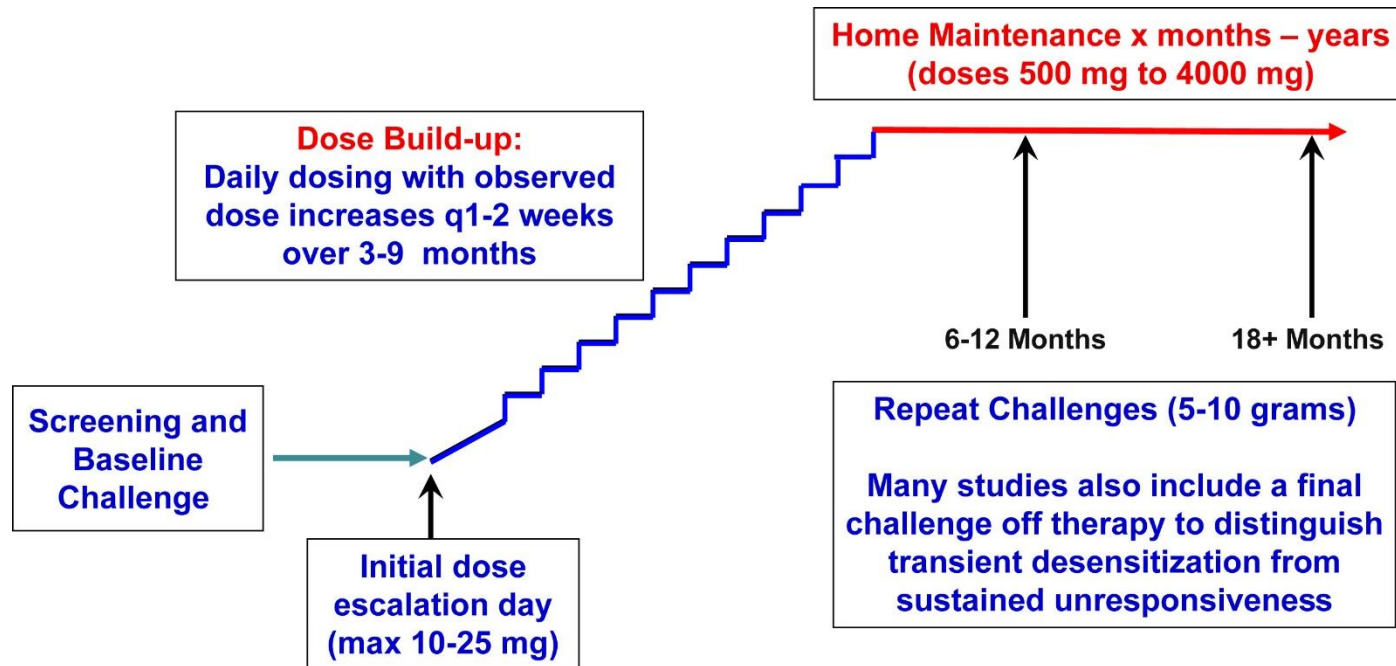 Home Maintenance x months – years
(doses 500 mg to 4000 mg)
Dose Build-up:
Daily dosing with observed
dose increases q1-2 weeks
over 3-9 months
6-12 Months
18+ Months
Screening and
Baseline
Challenge
Initial dose
escalation day
(max 10-25 mg)
Repeat Challenges (5-10 grams)
Many studies also include a final
challenge off therapy to distinguish
transient desensitization from
sustained unresponsiveness